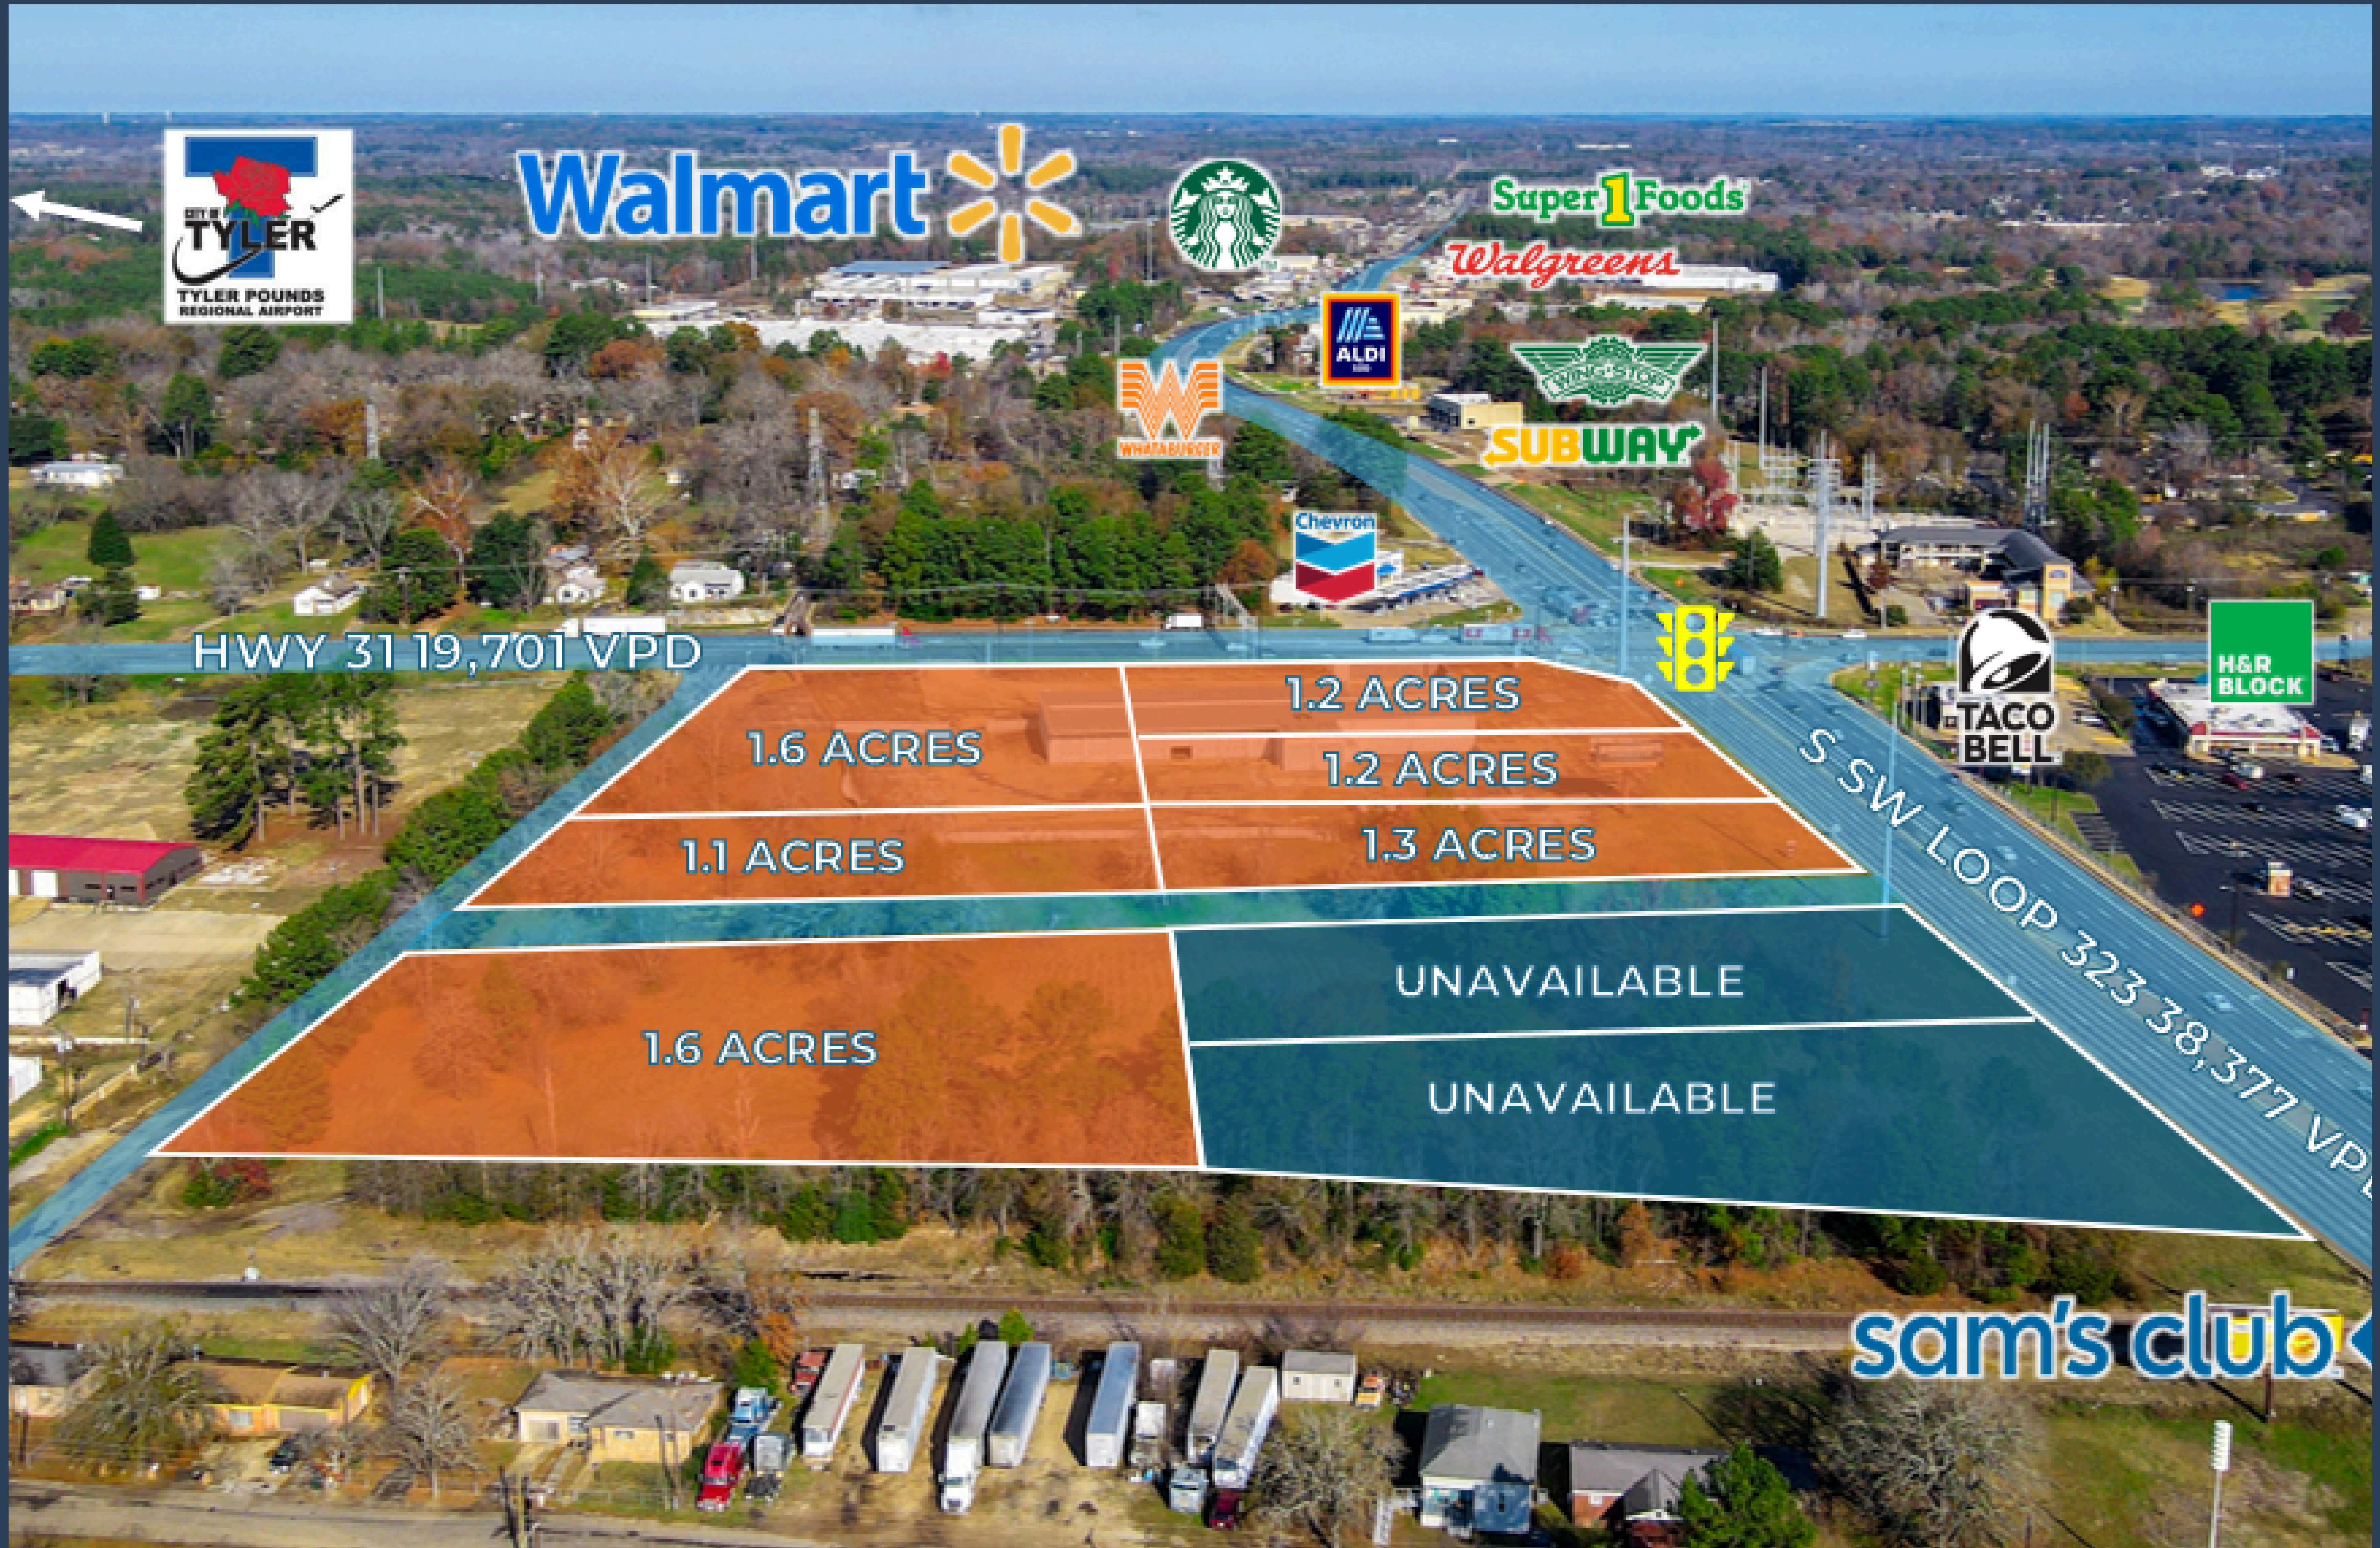 CITY OF
TYLER
TYLER POUNDS
REGIONAL AIRPORT
Walmart
Super 1 Foods
Walgreens
ALDI
WING STOP
WHATABURGER
SUBWAY
Chevron
HWY 31 19,701 VPD
1.2 ACRES
1.6 ACRES
1.2 ACRES
TACO
BELL
H&R
BLOCK
1.1 ACRES
1.3 ACRES
S SW LOOP 323 38,377 VPD
UNAVAILABLE
1.6 ACRES
UNAVAILABLE
sam's club